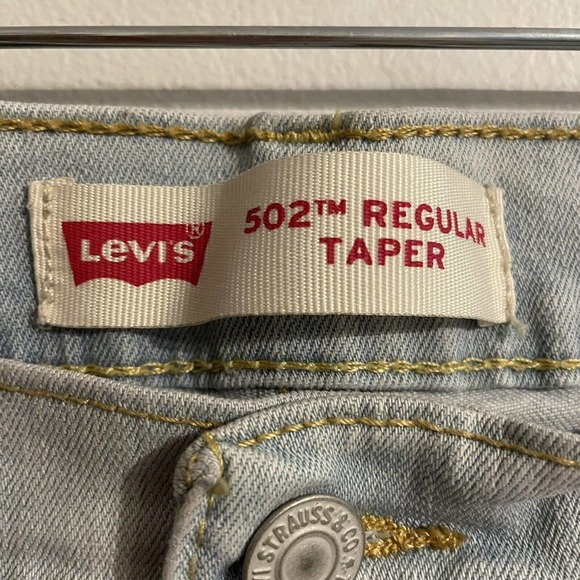 LEVI'S®
502™ REGULAR
TAPER
I STRAUSS & CO